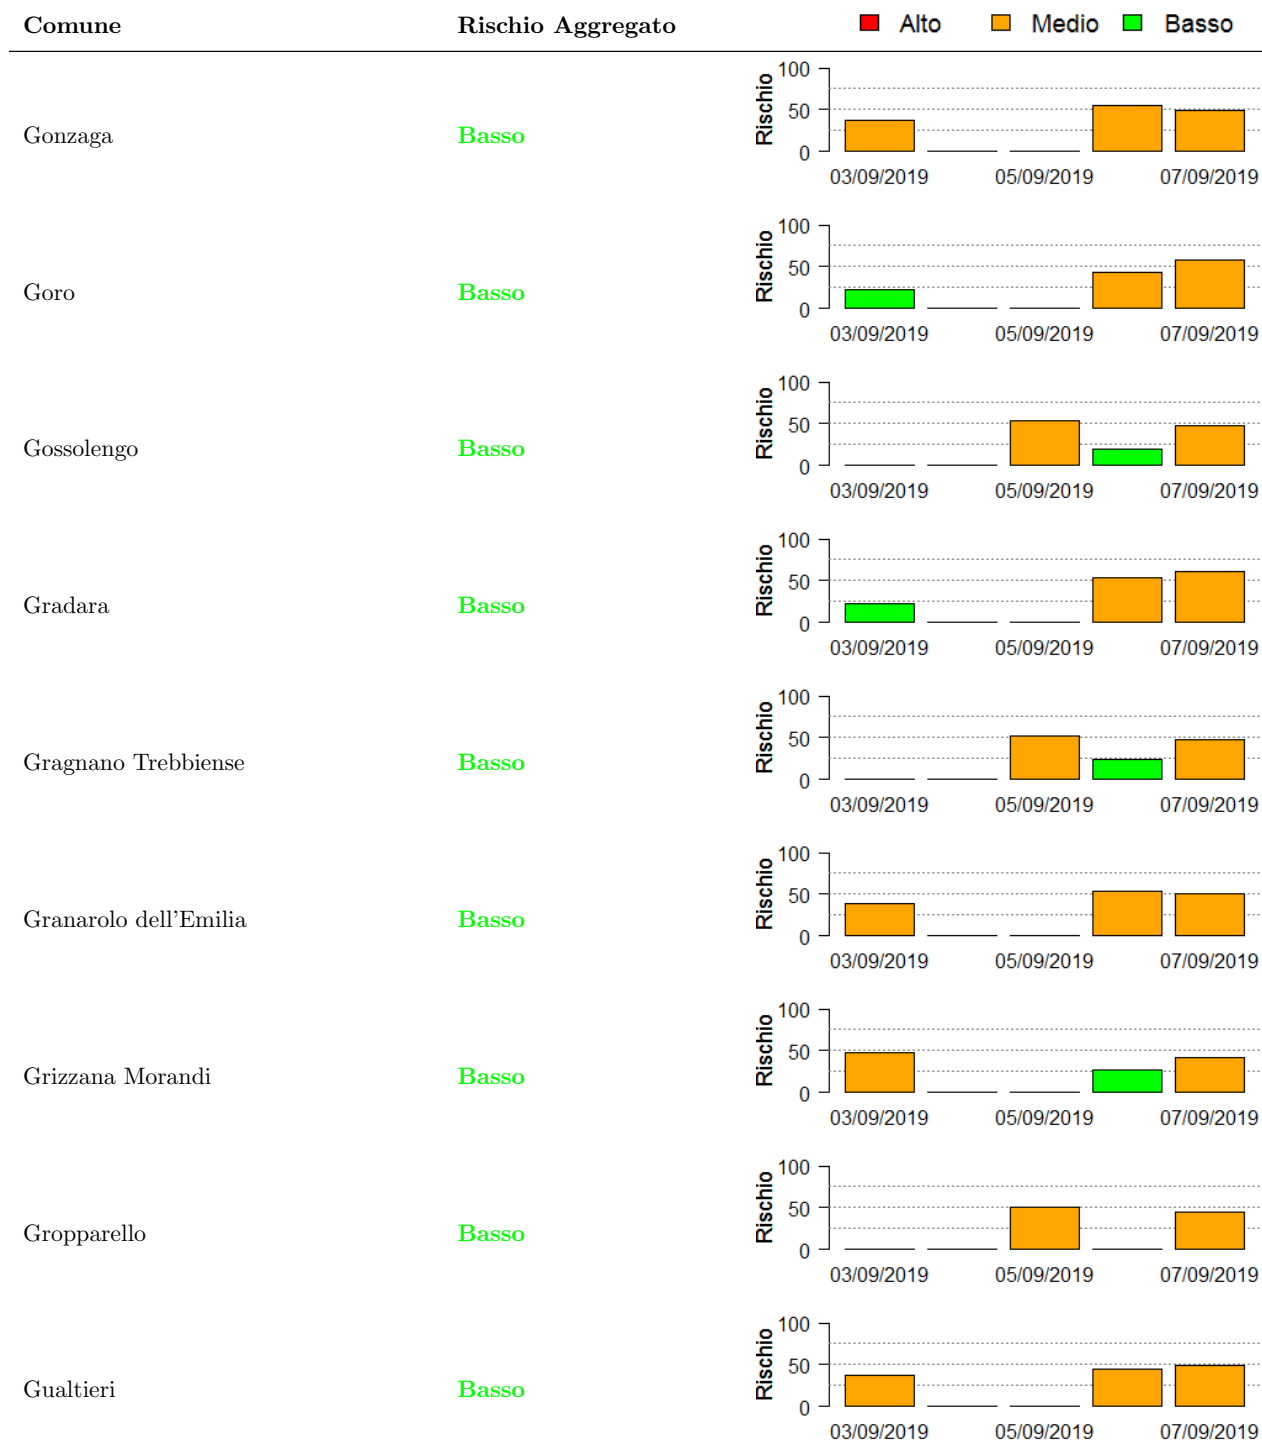 Comune Rischio Aggregato Alto Medio Basso
100
50
0
Rischio
Gonzaga Basso
03/09/2019 05/09/2019 07/09/2019
100
50
0
Rischio
Goro Basso
03/09/2019 05/09/2019 07/09/2019
100
50
0
Rischio
Gossolengo Basso
03/09/2019 05/09/2019 07/09/2019
100
50
0
Rischio
Gradara Basso
03/09/2019 05/09/2019 07/09/2019
100
50
0
Rischio
Gragnano Trebbiense Basso
03/09/2019 05/09/2019 07/09/2019
100
50
0
Rischio
Granarolo dell'Emilia Basso
03/09/2019 05/09/2019 07/09/2019
100
50
0
Rischio
Grizzana Morandi Basso
03/09/2019 05/09/2019 07/09/2019
100
50
0
Rischio
Gropparello Basso
03/09/2019 05/09/2019 07/09/2019
100
50
0
Rischio
Gualtieri Basso
03/09/2019 05/09/2019 07/09/2019